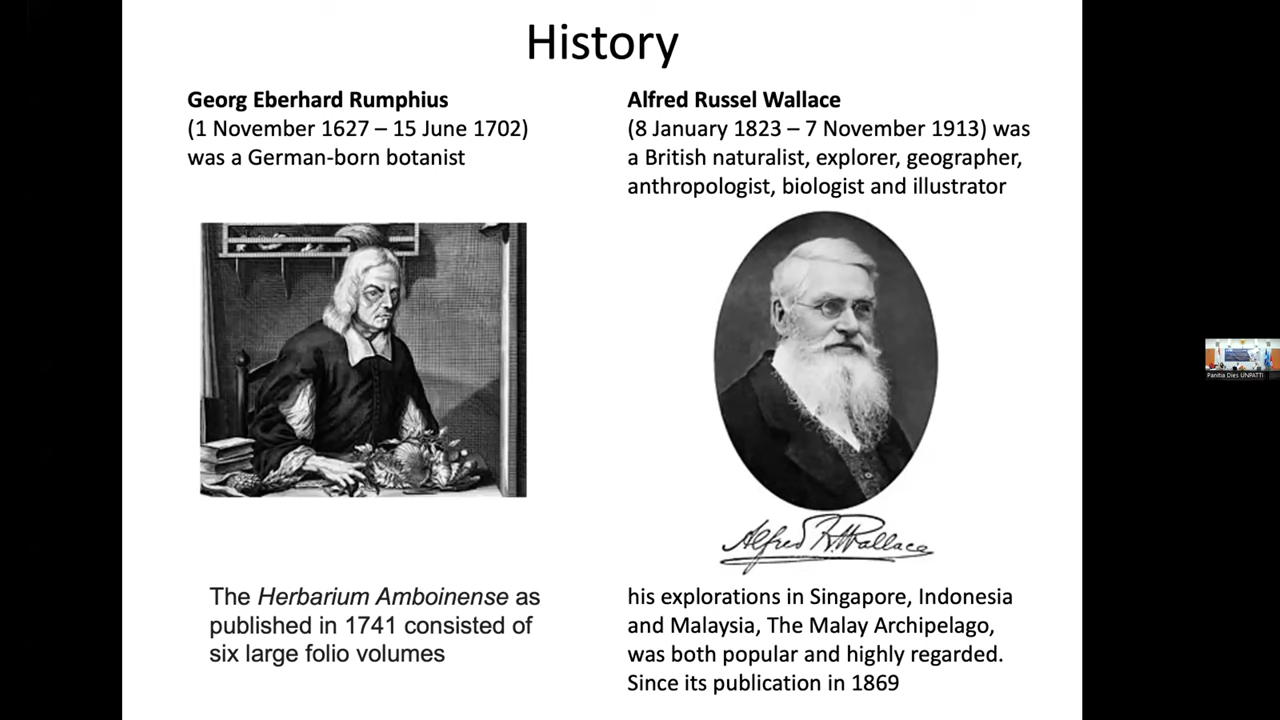 History
Georg Eberhard Rumphius
(1 November 1627 – 15 June 1702)
was a German-born botanist
Alfred Russel Wallace
(8 January 1823 – 7 November 1913) was
a British naturalist, explorer, geographer,
anthropologist, biologist and illustrator
Alfred R. Wallace
The Herbarium Amboinense as
published in 1741 consisted of
six large folio volumes
his explorations in Singapore, Indonesia
and Malaysia, The Malay Archipelago,
was both popular and highly regarded.
Since its publication in 1869
Panitia Dies UNPATTI